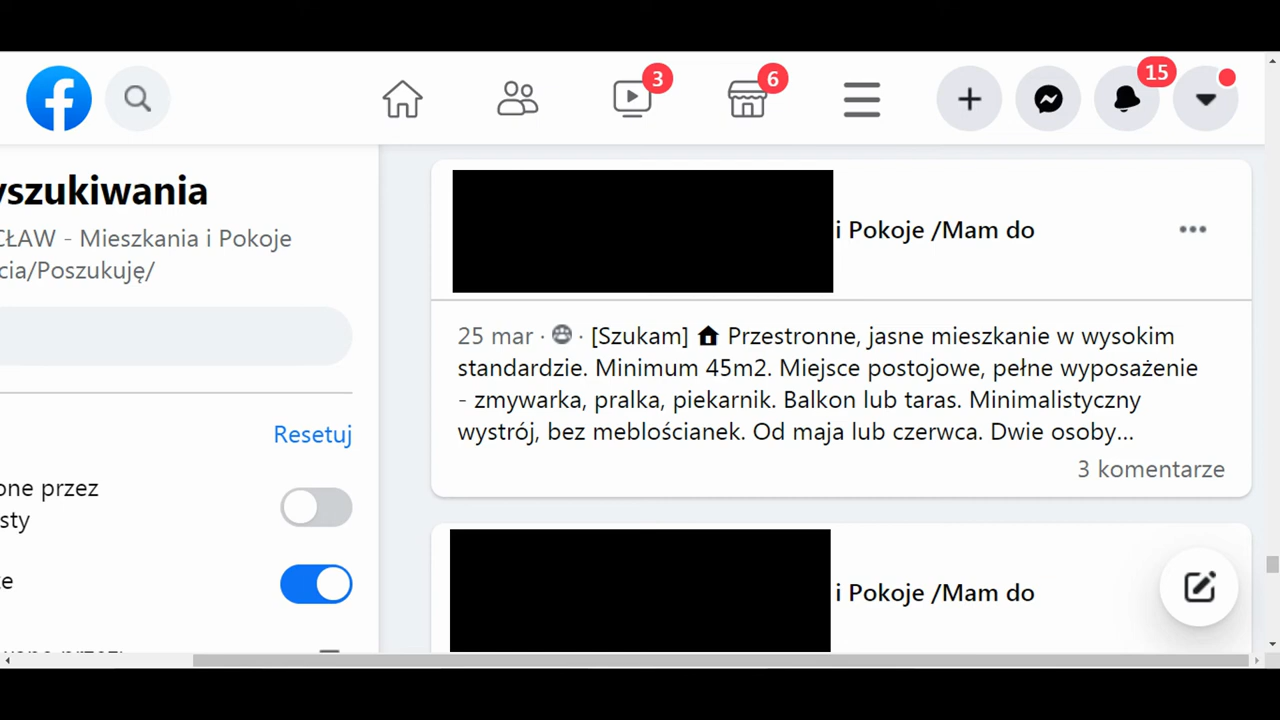 3
6
15
yszukiwania
CŁAW - Mieszkania i Pokoje
cia/Poszukuję/
Resetuj
one przez
sty
i Pokoje /Mam do
25 mar · · [Szukam] Przestronne, jasne mieszkanie w wysokim
standardzie. Minimum 45m2. Miejsce postojowe, pełne wyposażenie
- zmywarka, pralka, piekarnik. Balkon lub taras. Minimalistyczny
wystrój, bez meblościanek. Od maja lub czerwca. Dwie osoby...
3 komentarze
i Pokoje /Mam do